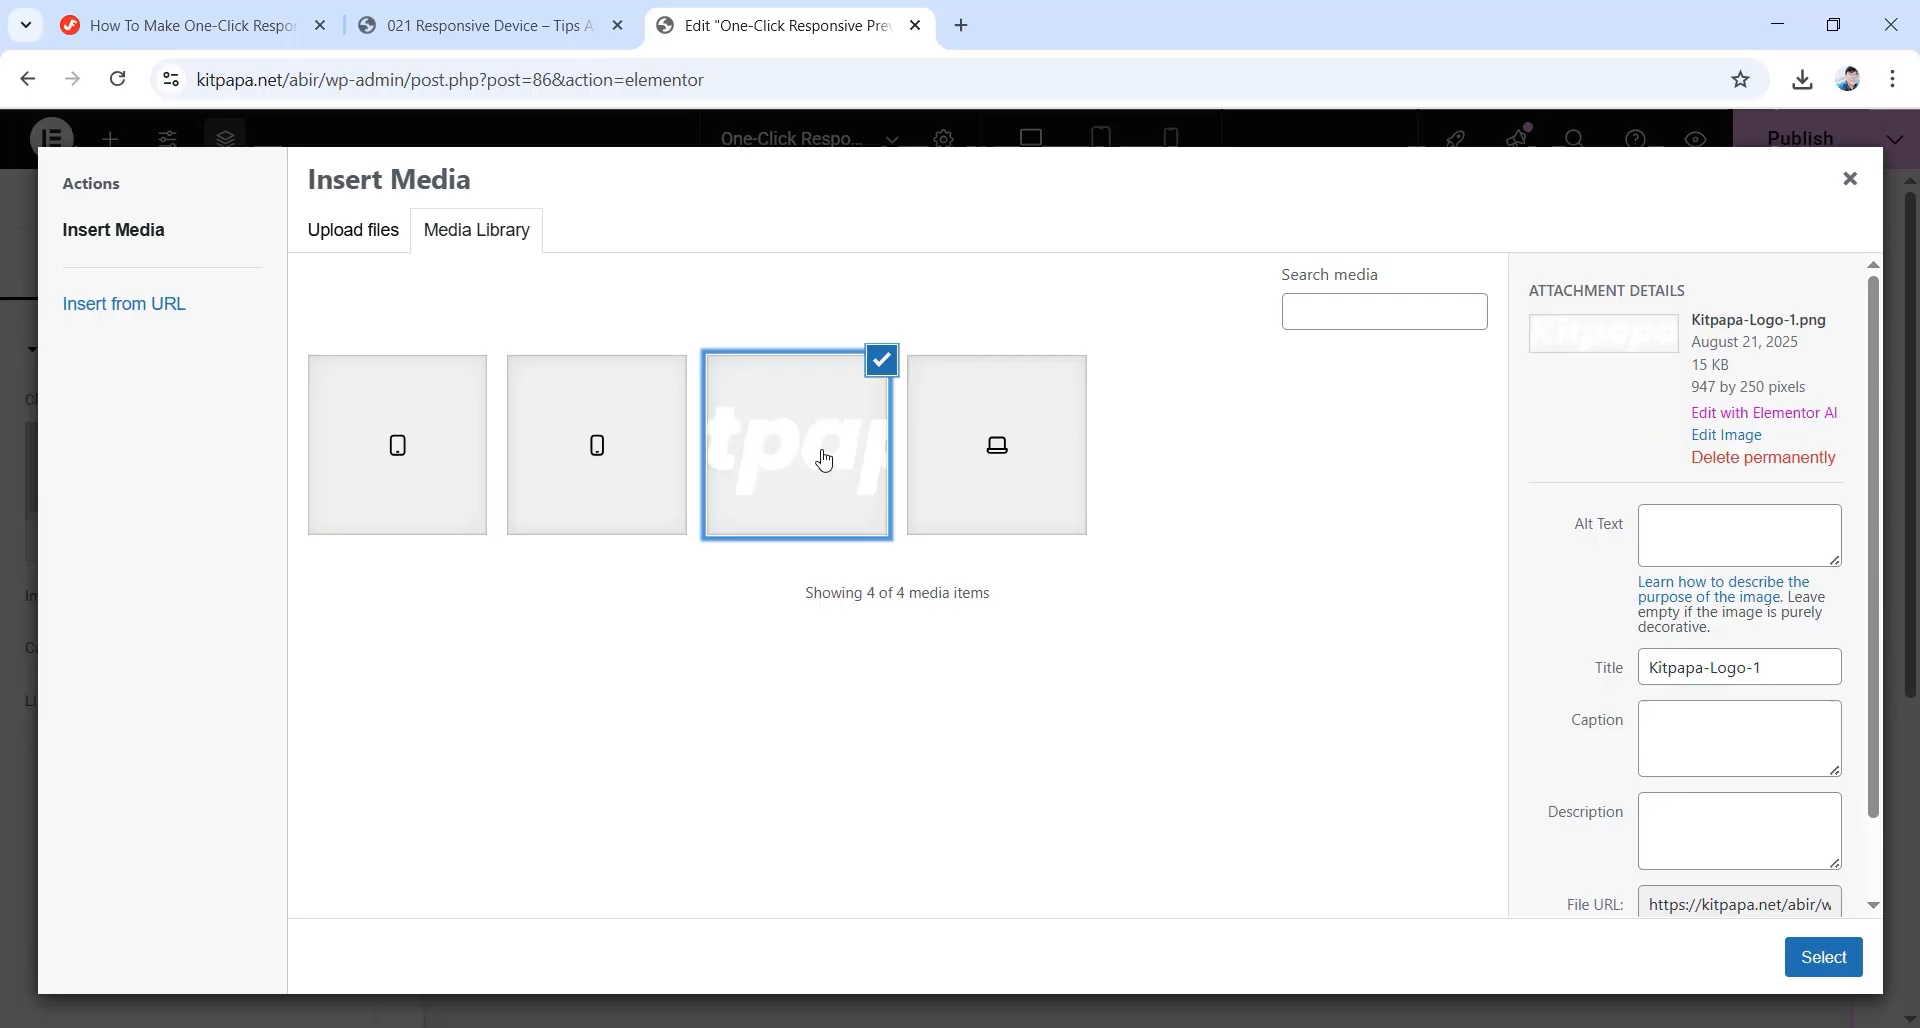 How To Make One-Click Respon
021 Responsive Device – Tips A
Edit "One-Click Responsive Prev
kitpapa.net/abir/wp-admin/post.php?post=86&action=elementor
One-Click Respo...
Publish
Actions
Insert Media
Insert from URL
Insert Media
Upload files
Media Library
Search media
tpap
Showing 4 of 4 media items
ATTACHMENT DETAILS
Kitpapa
Kitpapa-Logo-1.png
August 21, 2025
15 KB
947 by 250 pixels
Edit with Elementor AI
Edit Image
Delete permanently
Alt Text
Learn how to describe the
purpose of the image. Leave
empty if the image is purely
decorative.
Title
Kitpapa-Logo-1
Caption
Description
File URL:
https://kitpapa.net/abir/w
Select